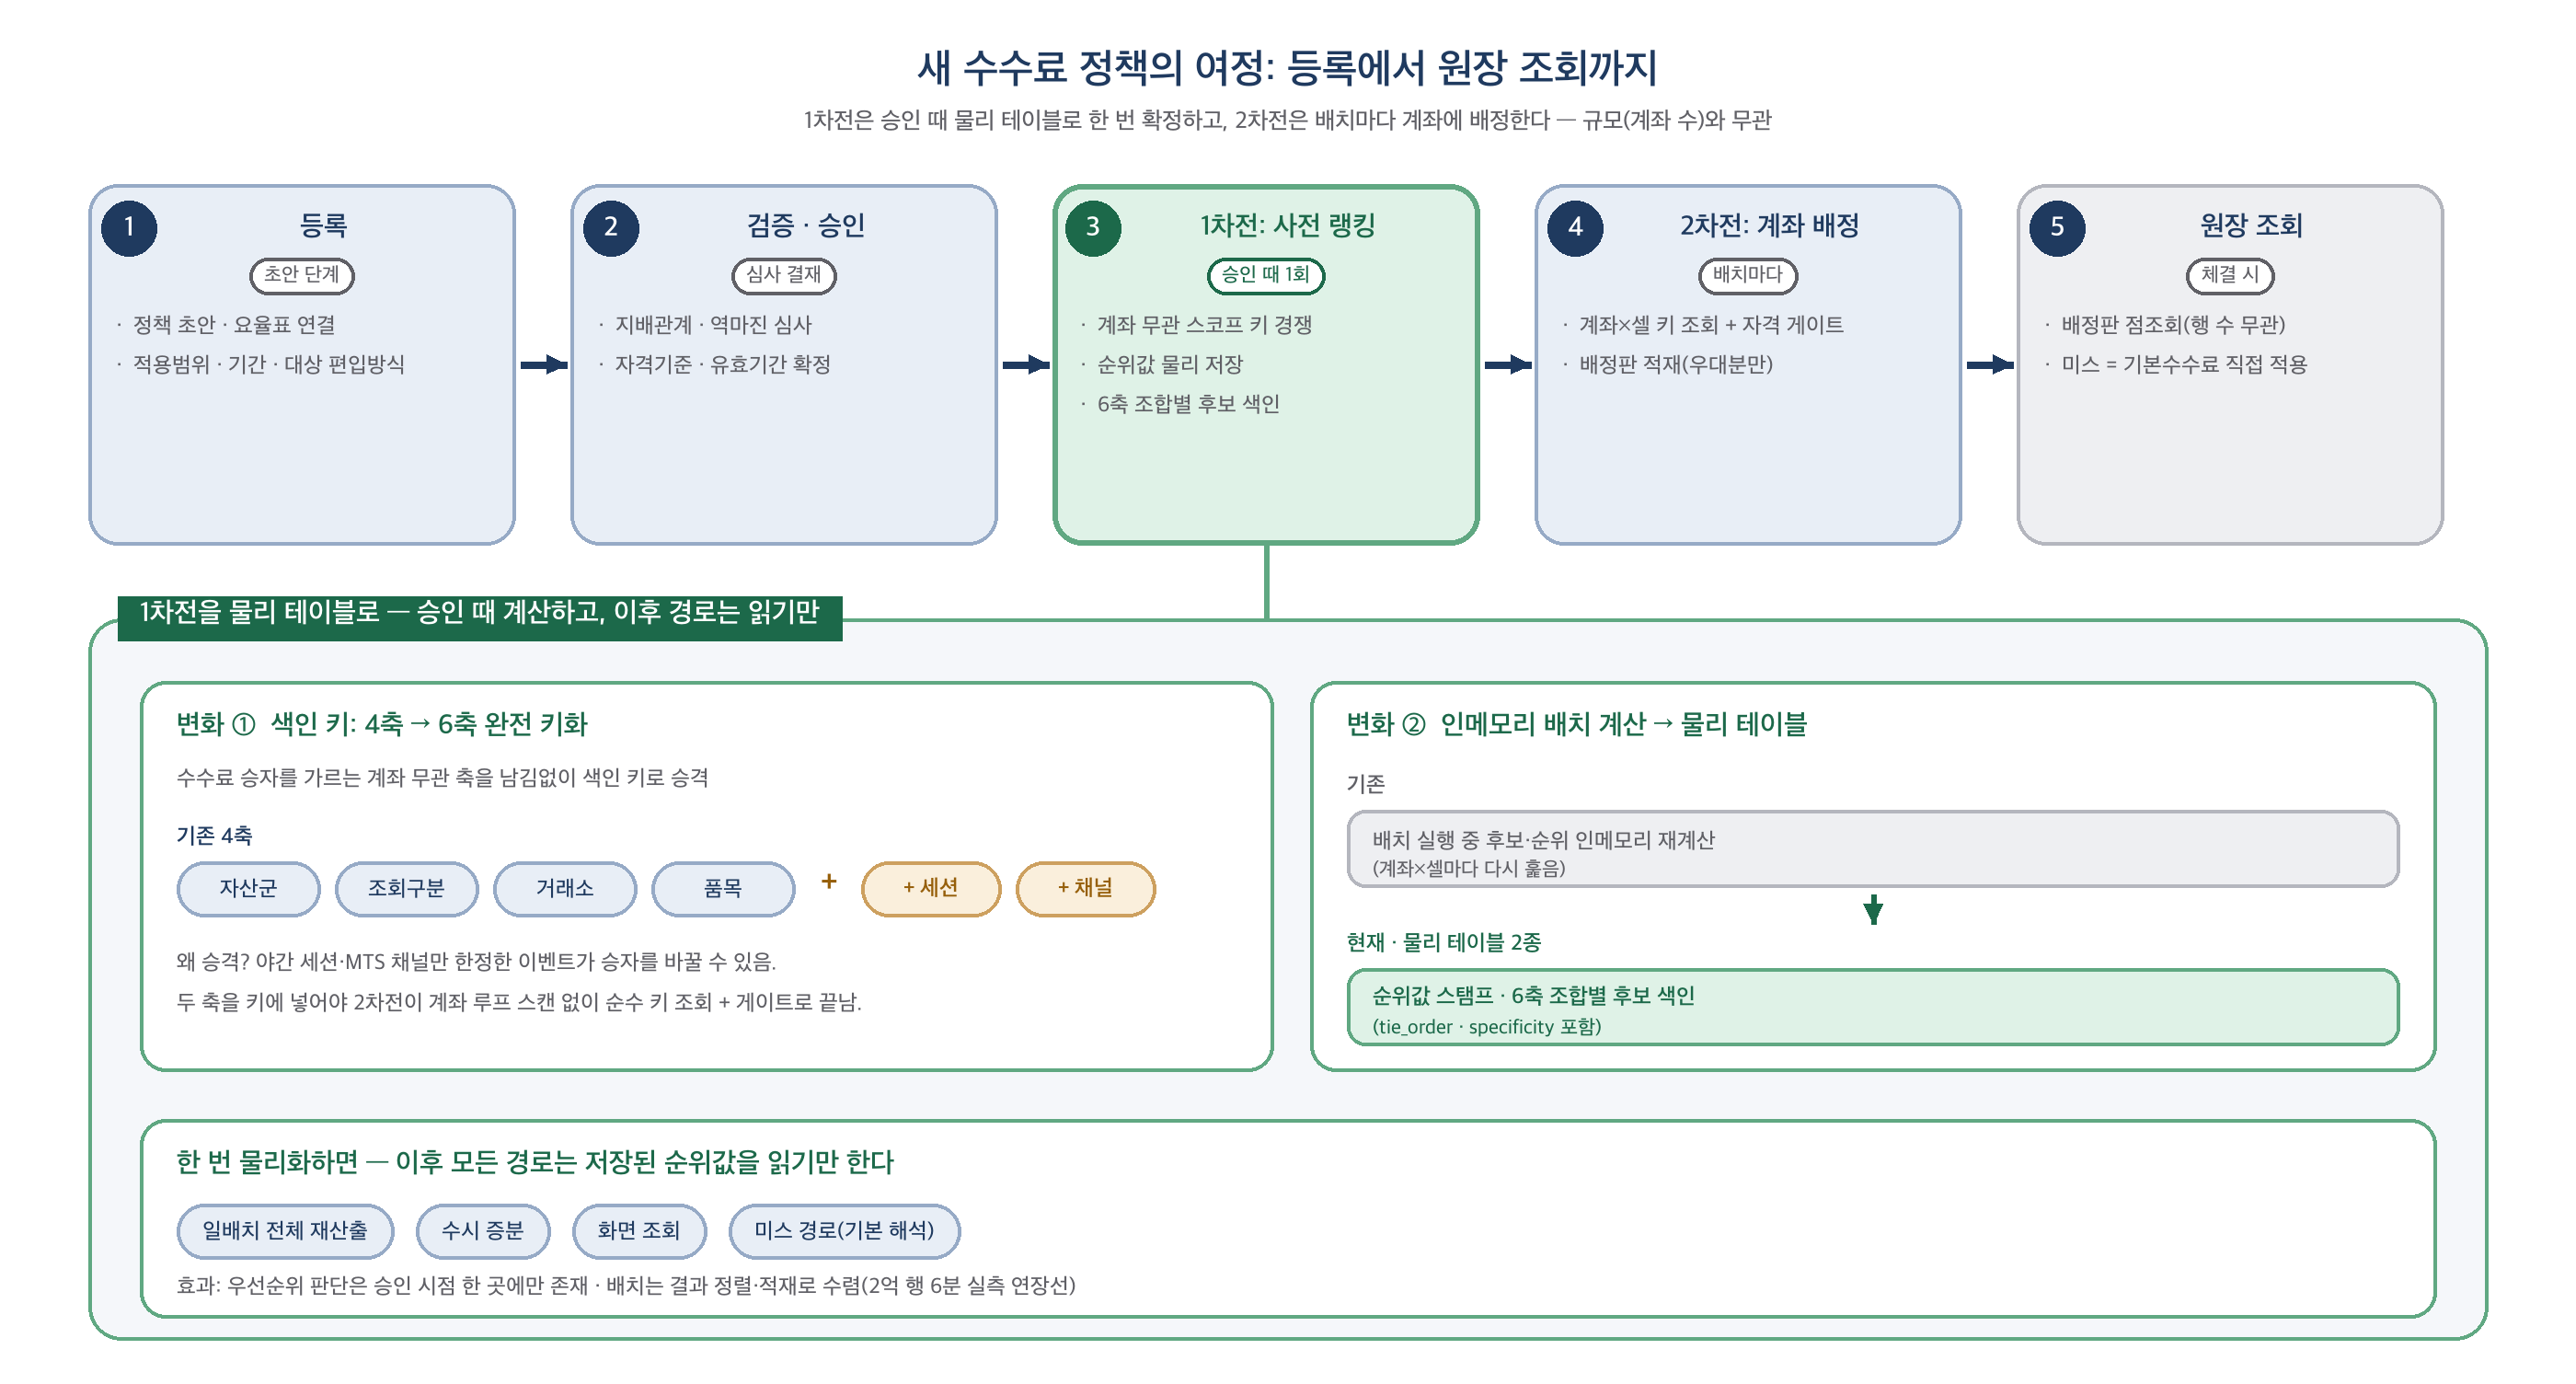 새 수수료 정책의 여정: 등록에서 원장 조회까지
1차전은 승인 때 물리 테이블로 한 번 확정하고, 2차전은 배치마다 계좌에 배정한다 — 규모(계좌 수)와 무관
1
등록
초안 단계
· 정책 초안 · 요율표 연결
· 적용범위 · 기간 · 대상 편입방식
2
검증 · 승인
심사 결재
· 지배관계 · 역마진 심사
· 자격기준 · 유효기간 확정
3
1차전: 사전 랭킹
승인 때 1회
· 계좌 무관 스코프 키 경쟁
· 순위값 물리 저장
· 6축 조합별 후보 색인
4
2차전: 계좌 배정
배치마다
· 계좌×셀 키 조회 + 자격 게이트
· 배정판 적재(우대분만)
5
원장 조회
체결 시
· 배정판 점조회(행 수 무관)
· 미스 = 기본수수료 직접 적용
1차전을 물리 테이블로 — 승인 때 계산하고, 이후 경로는 읽기만
변화 ① 색인 키: 4축 → 6축 완전 키화
수수료 승자를 가르는 계좌 무관 축을 남김없이 색인 키로 승격
기존 4축
자산군
조회구분
거래소
품목
+
+ 세션
+ 채널
왜 승격? 야간 세션·MTS 채널만 한정한 이벤트가 승자를 바꿀 수 있음.
두 축을 키에 넣어야 2차전이 계좌 루프 스캔 없이 순수 키 조회 + 게이트로 끝남.
변화 ② 인메모리 배치 계산 → 물리 테이블
기존
배치 실행 중 후보·순위 인메모리 재계산
(계좌×셀마다 다시 훑음)
현재 · 물리 테이블 2종
순위값 스탬프 · 6축 조합별 후보 색인
(tie_order · specificity 포함)
한 번 물리화하면 — 이후 모든 경로는 저장된 순위값을 읽기만 한다
일배치 전체 재산출
수시 증분
화면 조회
미스 경로(기본 해석)
효과: 우선순위 판단은 승인 시점 한 곳에만 존재 · 배치는 결과 정렬·적재로 수렴(2억 행 6분 실측 연장선)